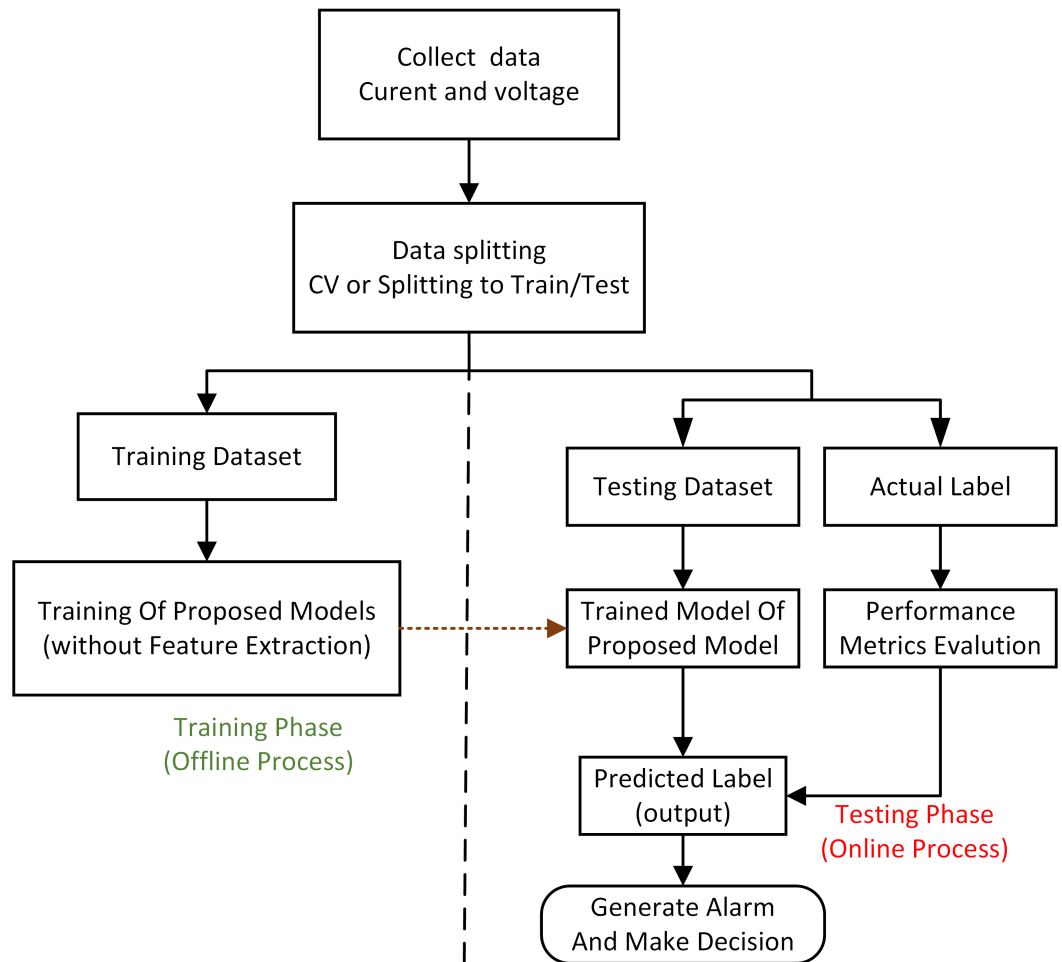 Collect data
Curent and voltage
Data splitting
CV or Splitting to Train/Test
Training Dataset
Testing Dataset
Actual Label
Training Of Proposed Models
(without Feature Extraction)
Trained Model Of
Proposed Model
Performance
Metrics Evalution
Training Phase
(Offline Process)
Predicted Label
(output)
Testing Phase
(Online Process)
Generate Alarm
And Make Decision